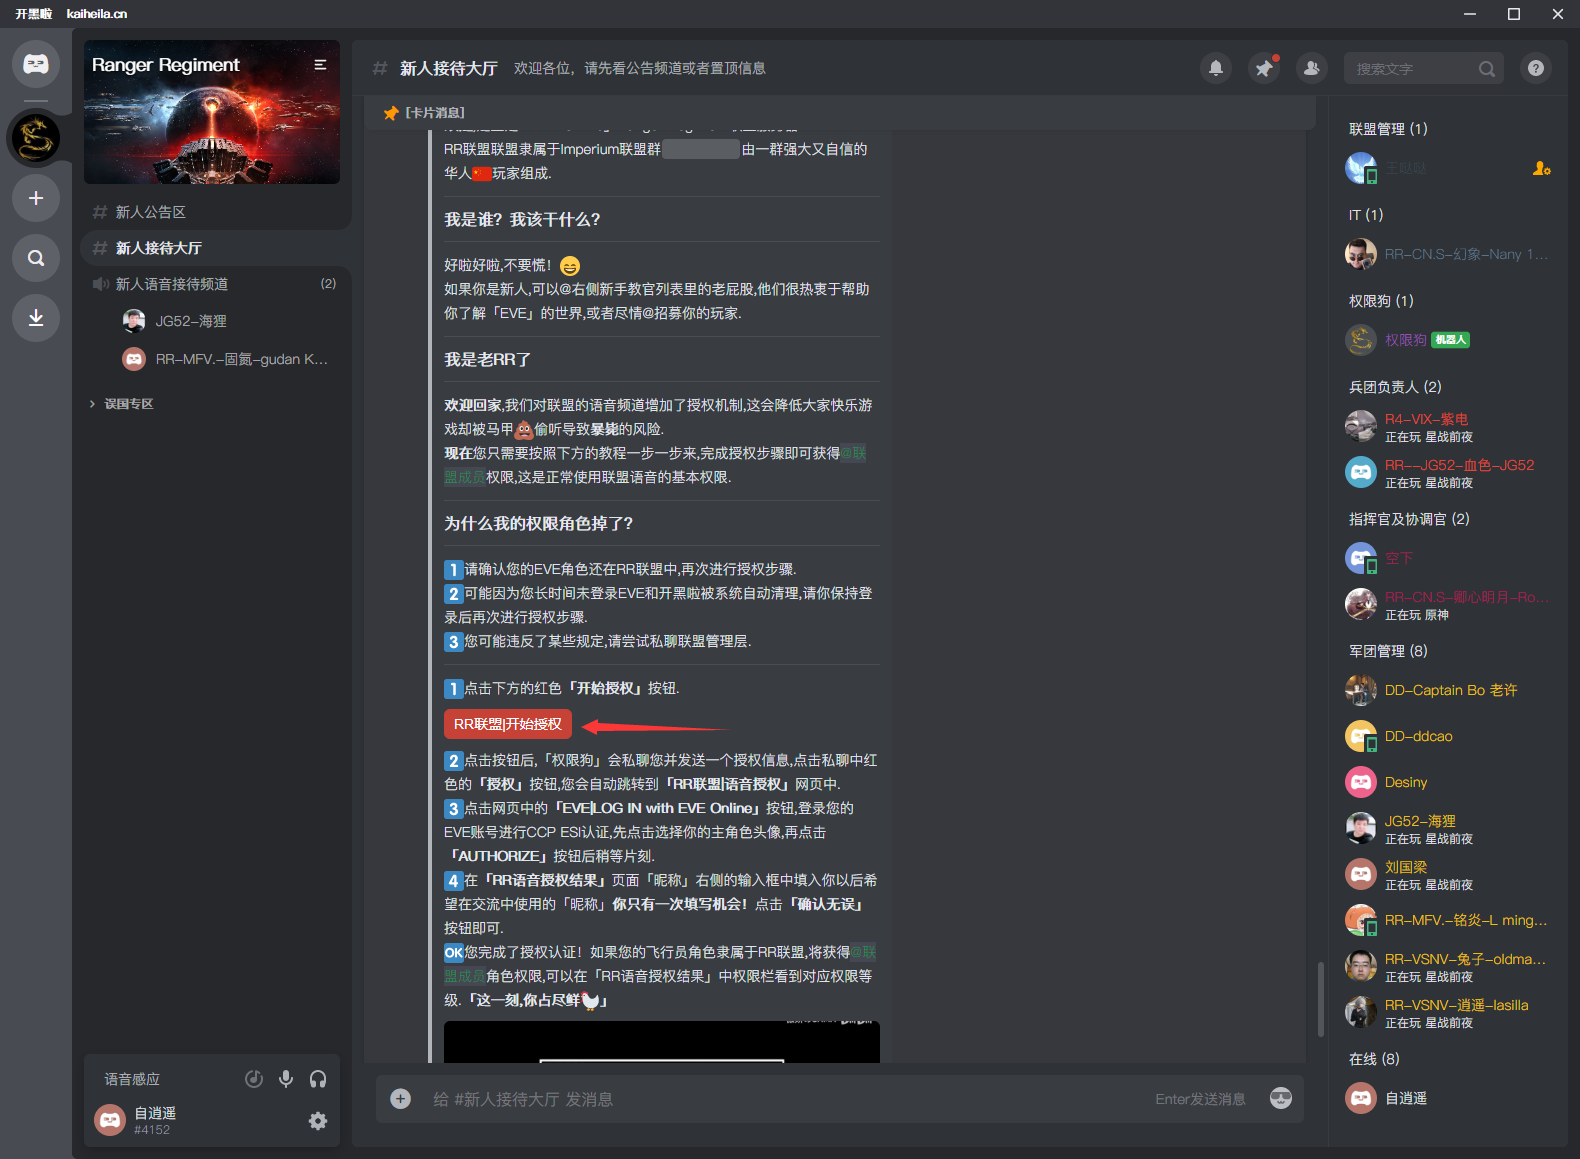 开黑啦 kaiheila.cn
Ranger Regiment
新人公告区
新人接待大厅
新人语音接待频道 (2)
JG52-海狸
RR-MFV.-固氮-gudan K...
误国专区
语音感应
自逍遥
#4152
# 新人接待大厅 欢迎各位，请先看公告频道或者置顶信息
搜索文字
[卡片消息]
RR联盟联盟隶属于Imperium联盟群 由一群强大又自信的
华人🇨🇳玩家组成.
我是谁？我该干什么？
好啦好啦,不要慌！😄
如果你是新人,可以@右侧新手教官列表里的老屁股,他们很热衷于帮助
你了解「EVE」的世界,或者尽情@招募你的玩家.
我是老RR了
欢迎回家,我们对联盟的语音频道增加了授权机制,这会降低大家快乐游
戏却被马甲💩偷听导致暴毙的风险.
现在您只需要按照下方的教程一步一步来,完成授权步骤即可获得@联
盟成员权限,这是正常使用联盟语音的基本权限.
为什么我的权限角色掉了？
1请确认您的EVE角色还在RR联盟中,再次进行授权步骤.
2可能因为您长时间未登录EVE和开黑啦被系统自动清理,请你保持登
录后再次进行授权步骤.
3您可能违反了某些规定,请尝试私聊联盟管理层.
1点击下方的红色「开始授权」按钮.
RR联盟|开始授权
2点击按钮后,「权限狗」会私聊您并发送一个授权信息,点击私聊中红
色的「授权」按钮,您会自动跳转到「RR联盟|语音授权」网页中.
3点击网页中的「EVE|LOG IN with EVE Online」按钮,登录您的
EVE账号进行CCP ESI认证,先点击选择你的主角色头像,再点击
「AUTHORIZE」按钮后稍等片刻.
4在「RR语音授权结果」页面「昵称」右侧的输入框中填入你以后希
望在交流中使用的「昵称」你只有一次填写机会！点击「确认无误」
按钮即可.
OK您完成了授权认证！如果您的飞行员角色隶属于RR联盟,将获得@联
盟成员角色权限,可以在「RR语音授权结果」中权限栏看到对应权限等
级.「这一刻,你占尽鲜🐓」
给 #新人接待大厅 发消息
Enter发送消息
联盟管理 (1)
王哒哒
IT (1)
RR-CN.S-幻象-Nany 1...
权限狗 (1)
权限狗 机器人
兵团负责人 (2)
R4-VIX-紫电
正在玩 星战前夜
RR--JG52-血色-JG52
正在玩 星战前夜
指挥官及协调官 (2)
空下
RR-CN.S-卿心明月-Ro...
正在玩 原神
军团管理 (8)
DD-Captain Bo 老许
DD-ddcao
Desiny
JG52-海狸
正在玩 星战前夜
刘国梁
正在玩 星战前夜
RR-MFV.-铭炎-L ming...
RR-VSNV-兔子-oldma...
正在玩 星战前夜
RR-VSNV-逍遥-lasilla
正在玩 星战前夜
在线 (8)
自逍遥